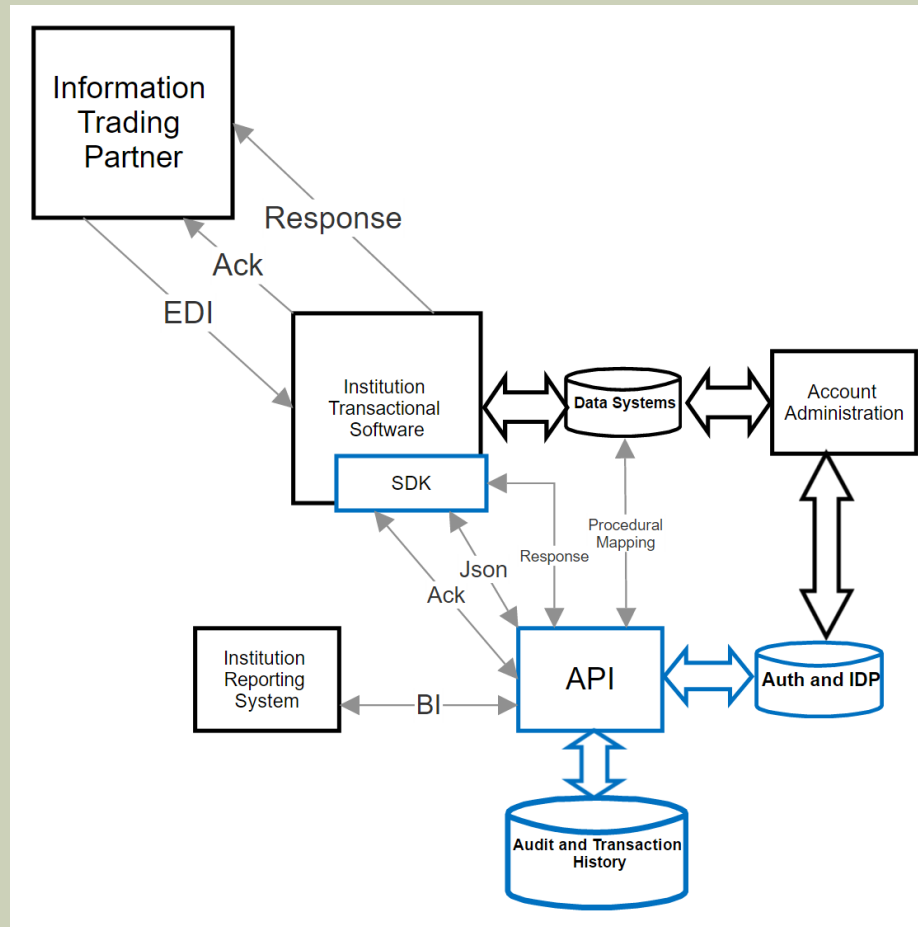 Information
Trading
Partner
Response
Ack
EDI
Institution
Transactional
Software
Data Systems
Account
Administration
SDK
Procedural
Mapping
Response
Json
Ack
Institution
Reporting
System
API
Auth and IDP
BI
Audit and Transaction
History